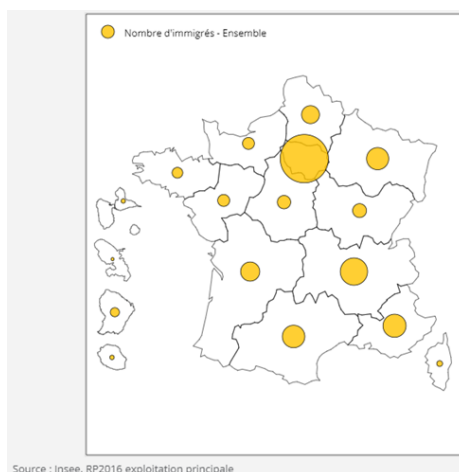 Nombre d'immigrés - Ensemble
Source : Insee, RP2016 exploitation principale